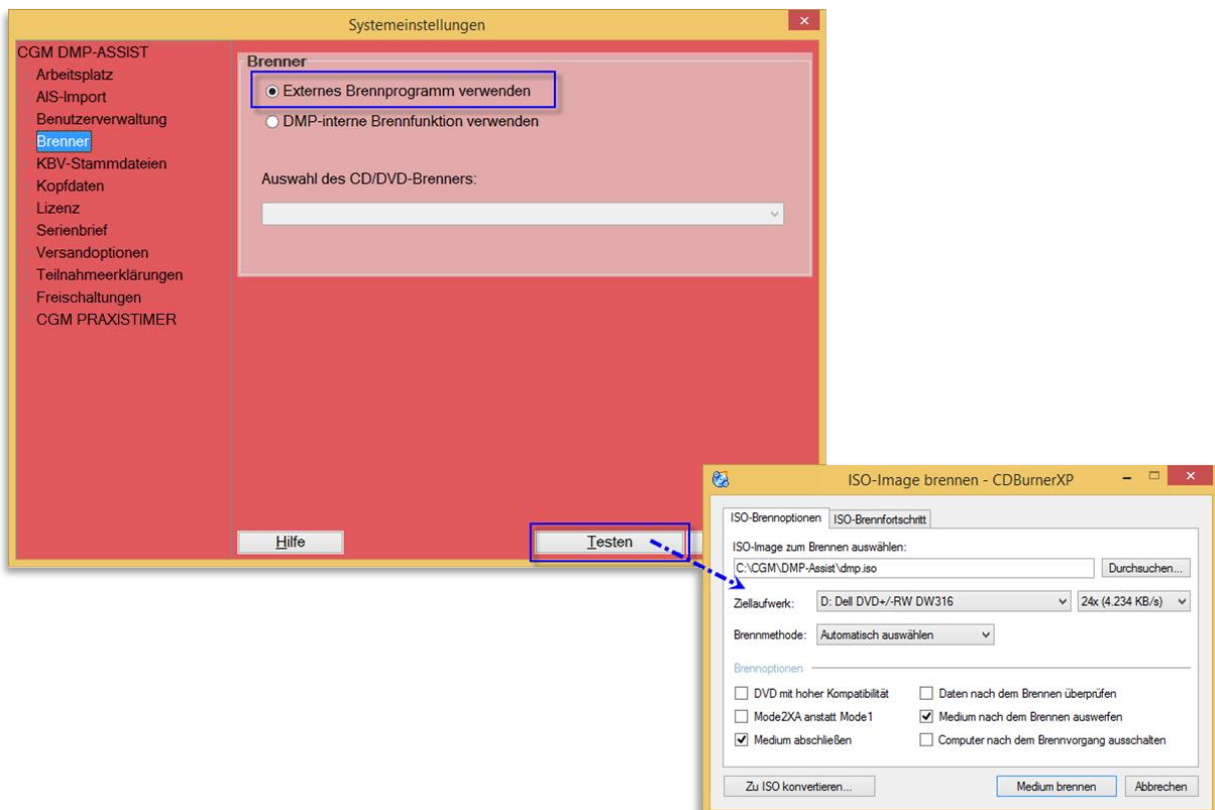 Systemeinstellungen
CGM DMP-ASSIST
Arbeitsplatz
AIS-Import
Benutzerverwaltung
Brenner
KBV-Stammdateien
Kopfdaten
Lizenz
Serienbrief
Versandoptionen
Teilnahmeerklärungen
Freischaltungen
CGM PRAXISTIMER
Brenner
Externes Brennprogramm verwenden
DMP-interne Brennfunktion verwenden
Auswahl des CD/DVD-Brenners:
Hilfe
Testen
ISO-Image brennen - CDBurnerXP
ISO-Brennoptionen ISO-Brennfortschritt
ISO-Image zum Brennen auswählen:
C:\CGM\DMP-Assist\dmp.iso Durchsuchen...
Ziellaufwerk: D: Dell DVD+/-RW DW316 24x (4.234 KB/s)
Brennmethode: Automatisch auswählen
Brennoptionen
DVD mit hoher Kompatibilität Daten nach dem Brennen überprüfen
Mode2XA anstatt Mode1 Medium nach dem Brennen auswerfen
Medium abschließen Computer nach dem Brennvorgang ausschalten
Zu ISO konvertieren... Medium brennen Abbrechen